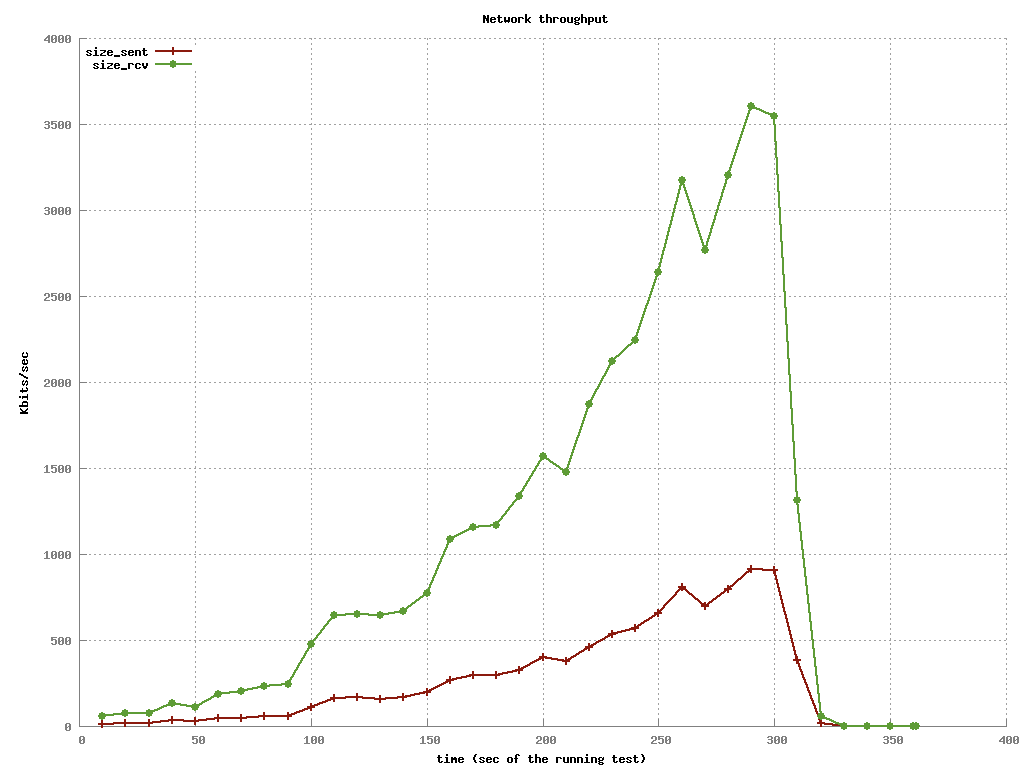 Network throughput
size_sent
size_rcv
4000
3500
3000
2500
2000
1500
1000
500
0
Kbits/sec
0 50 100 150 200 250 300 350 400
time (sec of the running test)